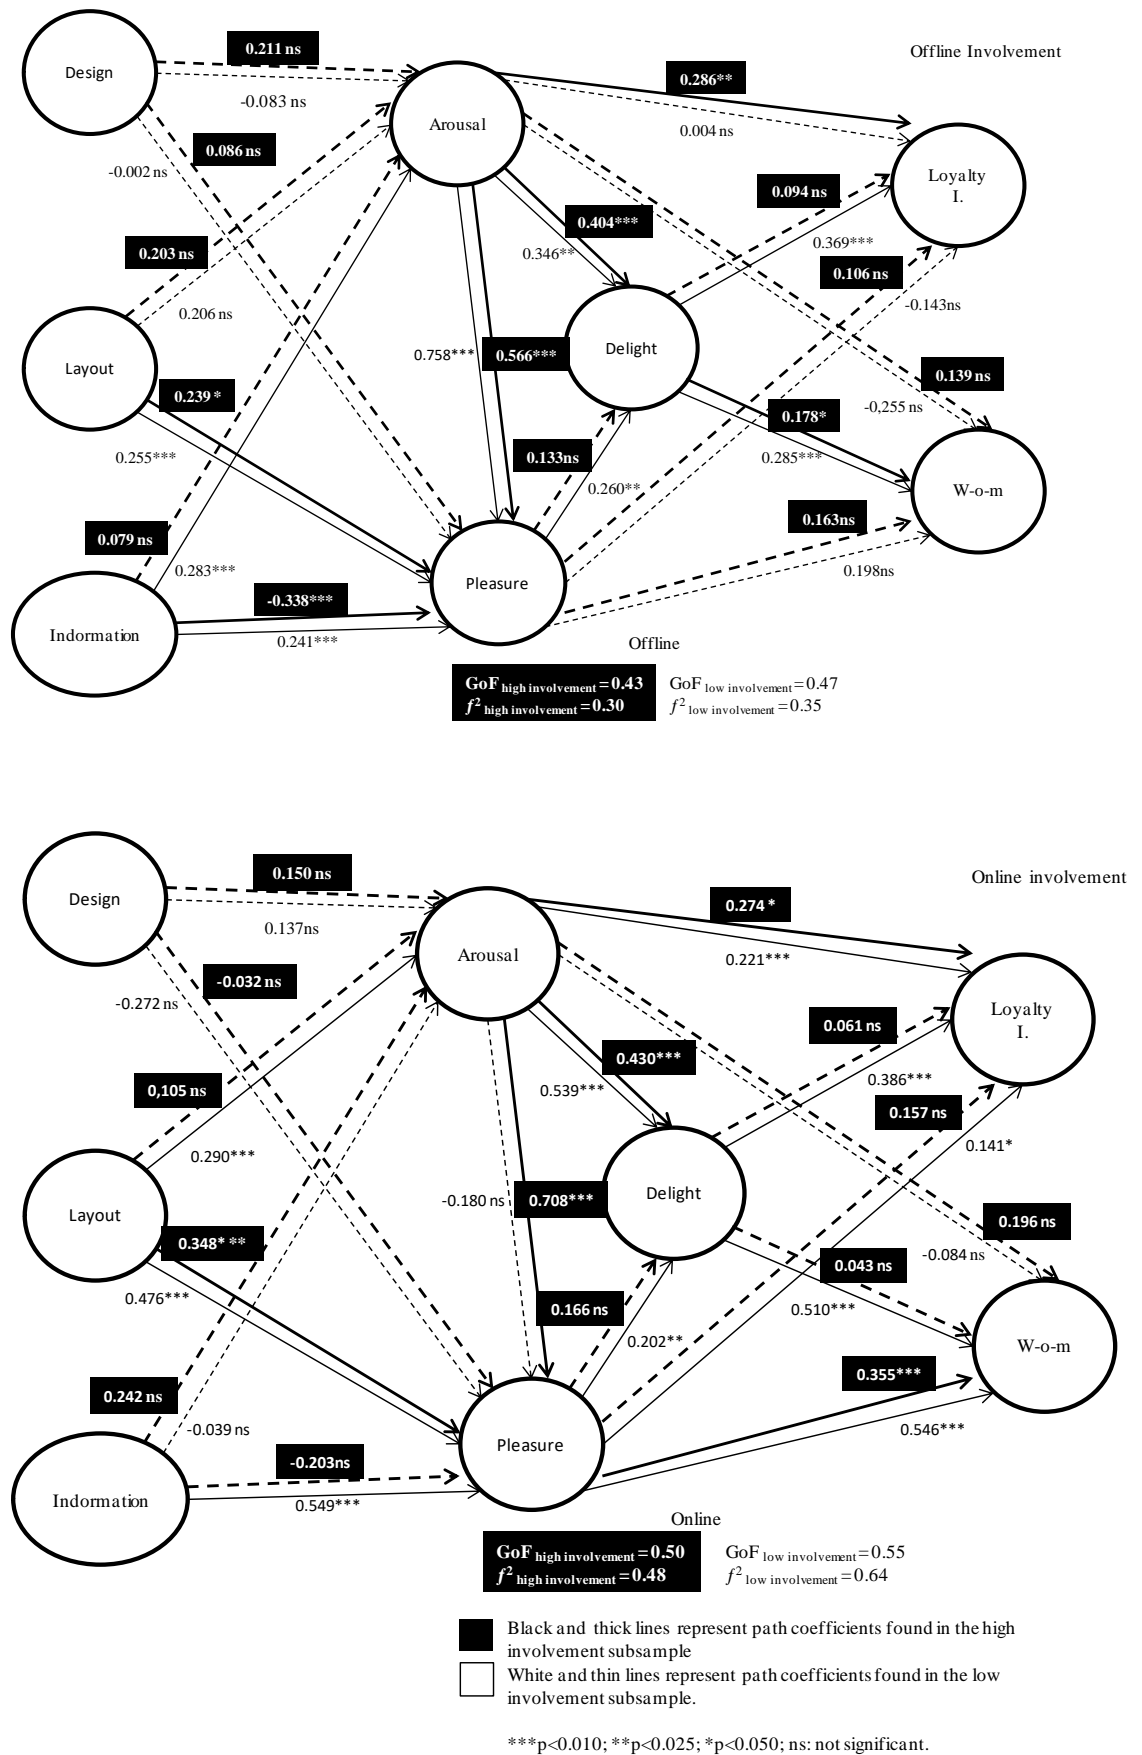 0.211 ns
Offline Involvement
Design
0.286**
-0.083 ns
Arousal
0.004 ns
0.086 ns
-0.002 ns
Loyalty
I.
0.094 ns
0.404***
0.203 ns
0.346**
0.369***
0.106 ns
0.206 ns
-0.143ns
Delight
0.758***
0.566***
Layout
0.139 ns
0.239 *
-0,255 ns
0.178*
0.255***
0.133ns
0.285***
0.260**
W-o-m
0.163ns
0.079 ns
0.283***
0.198ns
Pleasure
-0.338***
Indormation
0.241***
Offline
GoF high involvement = 0.43
GoF low involvement = 0.47
f² high involvement = 0.30
f² low involvement = 0.35
0.150 ns
Online involvement
Design
0.274 *
0.137ns
Arousal
0.221***
-0.032 ns
-0.272 ns
Loyalty
I.
0.061 ns
0.430***
0.386***
0,105 ns
0.539***
0.157 ns
0.290***
0.141*
Delight
-0.180 ns
0.708***
Layout
0.196 ns
0.348* **
-0.084 ns
0.043 ns
0.476***
0.166 ns
0.510***
0.202**
W-o-m
0.355***
0.242 ns
-0.039 ns
0.546***
Pleasure
-0.203ns
Indormation
0.549***
Online
GoF high involvement = 0.50
GoF low involvement = 0.55
f² high involvement = 0.48
f² low involvement = 0.64
Black and thick lines represent path coefficients found in the high
involvement subsample
White and thin lines represent path coefficients found in the low
involvement subsample.
***p<0.010; **p<0.025; *p<0.050; ns: not significant.